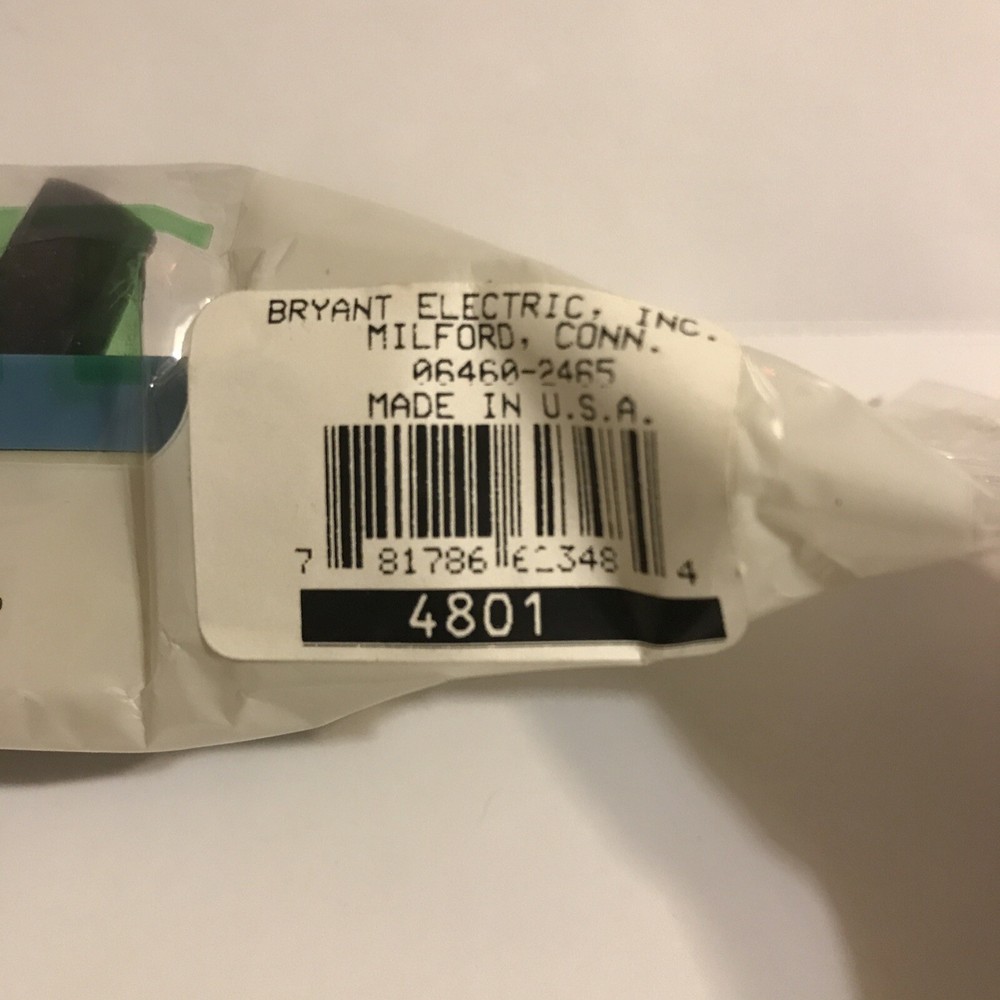 BRYANT ELECTRIC, INC.
MILFORD, CONN.
06460-2465
MADE IN U.S.A.
7 81786 4
4801